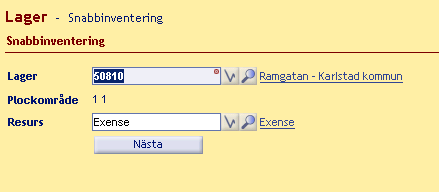 Lager - Snabbinventering
Snabbinventering
Lager 50810 Ramgatan - Karlstad kommun
Plockområde 1 1
Resurs Exense Exense
Nästa